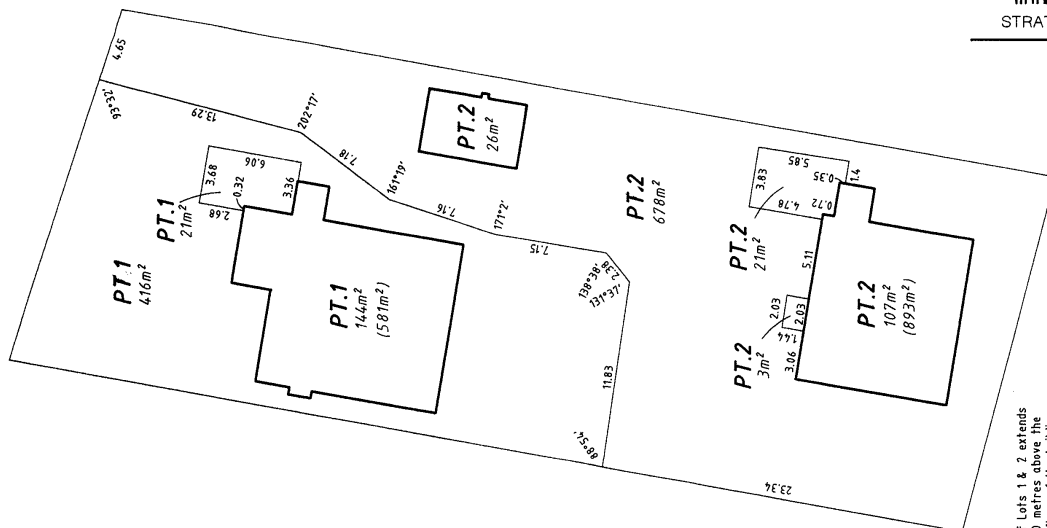 STRAT
4.65
93°32'
13.29
202°17'
7.18
161°19'
7.16
171°2'
7.15
138°38'
2.38
131°37'
11.83
88°54'
23.34
PT.1
416m²
PT.1
21m²
3.68
6.06
0.32
2.68
3.36
PT.1
144m²
(581m²)
PT.2
26m²
PT.2
678m²
PT.2
21m²
3.83
5.85
0.35
1.4
4.78
0.72
5.11
PT.2
3m²
2.03
2.03
1.44
3.06
PT.2
107m²
(893m²)
Lots 1 & 2 extends
metres above the